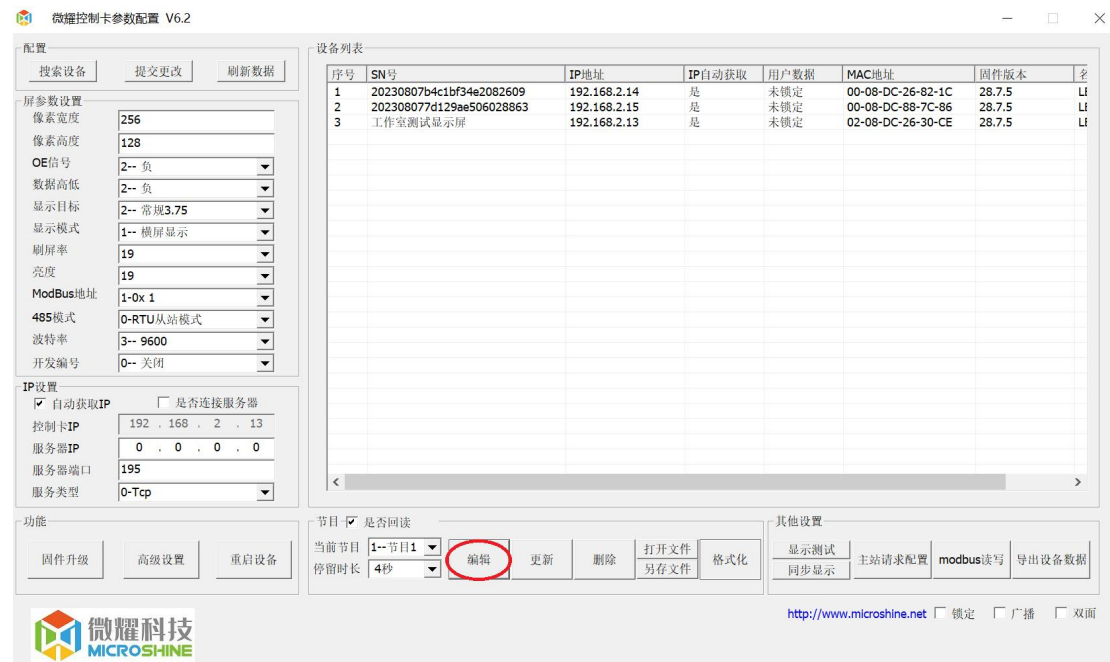 微耀控制卡参数配置 V6.2
配置
搜索设备 提交更改 刷新数据
屏参数设置
像素宽度 256
像素高度 128
OE信号 2-- 负
数据高低 2-- 负
显示目标 2-- 常规3.75
显示模式 1-- 横屏显示
刷屏率 19
亮度 19
ModBus地址 1-0x 1
485模式 0-RTU从站模式
波特率 3-- 9600
开发编号 0-- 关闭
IP设置
自动获取IP 是否连接服务器
控制卡IP 192 . 168 . 2 . 13
服务器IP 0 . 0 . 0 . 0
服务器端口 195
服务类型 0-Tcp
功能
固件升级 高级设置 重启设备
设备列表
序号 SN号 IP地址 IP自动获取 用户数据 MAC地址 固件版本 名
1 20230807b4c1bf34e2082609 192.168.2.14 是 未锁定 00-08-DC-26-82-1C 28.7.5 LE
2 202308077d129ae506028863 192.168.2.15 是 未锁定 00-08-DC-88-7C-86 28.7.5 LE
3 工作室测试显示屏 192.168.2.13 是 未锁定 02-08-DC-26-30-CE 28.7.5 LE
节目 是否回读
当前节目 1--节目1
停留时长 4秒
编辑 更新 删除 打开文件 格式化
另存文件
其他设置
显示测试 主站请求配置 modbus读写 导出设备数据
同步显示
http://www.microshine.net 锁定 广播 双面
微耀科技
MICROSHINE